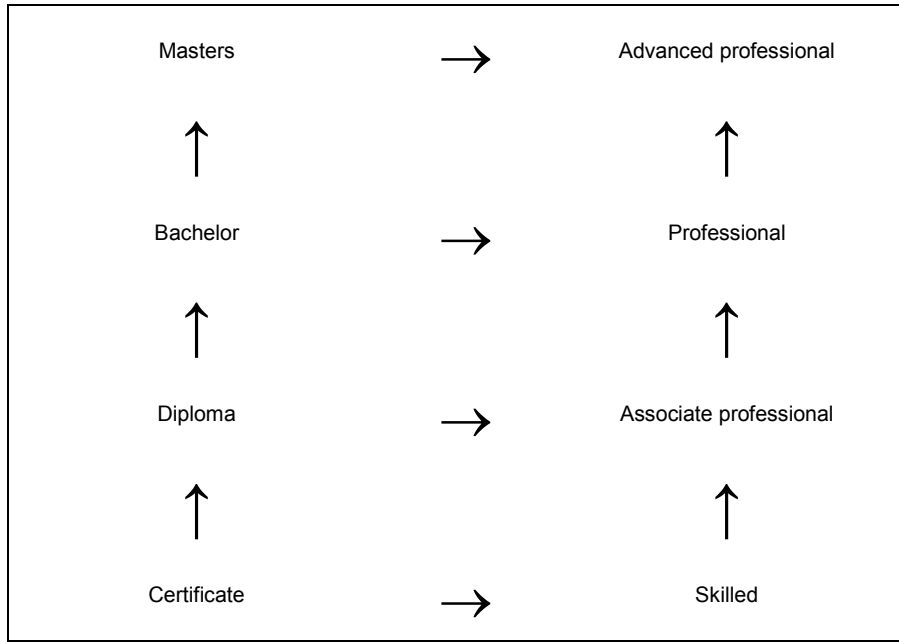 Masters → Advanced professional
↑ ↑
Bachelor → Professional
↑ ↑
Diploma → Associate professional
↑ ↑
Certificate → Skilled